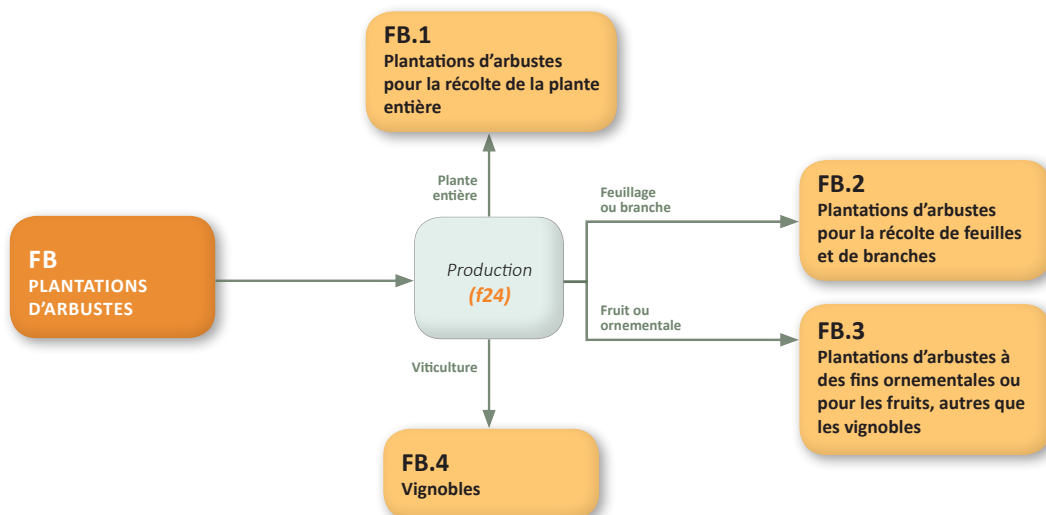 FB.1
Plantations d’arbustes
pour la récolte de la plante
entière
Plante
entière
Feuillage
ou branche
FB.2
Plantations d’arbustes
pour la récolte de feuilles
et de branches
FB
PLANTATIONS
D’ARBUSTES
Production
(f24)
Fruit ou
ornementale
FB.3
Plantations d’arbustes à
des fins ornementales ou
pour les fruits, autres que
les vignobles
Viticulture
FB.4
Vignobles